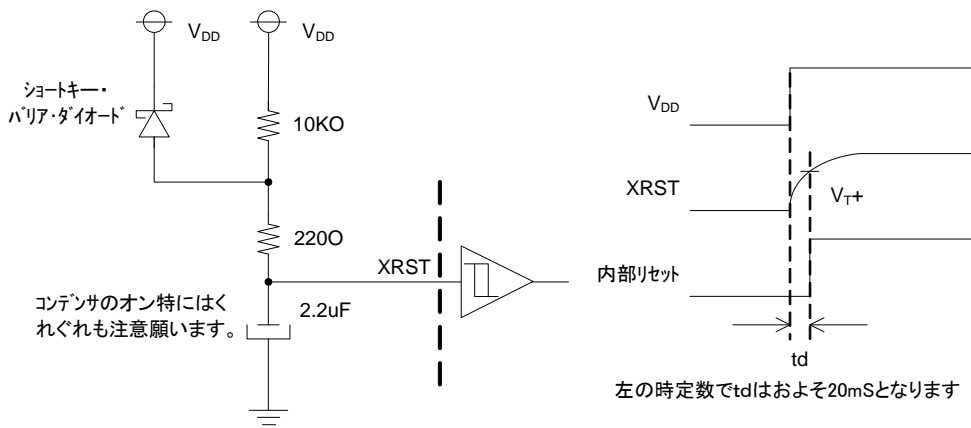 VDD
VDD
ショートキー・
バリア・ダイオード
10KO
220O
XRST
コンデンサのオン特にはく
れぐれも注意願います。
2.2uF
VDD
XRST
VT+
内部リセット
td
左の時定数でtdはおよそ20mSとなります